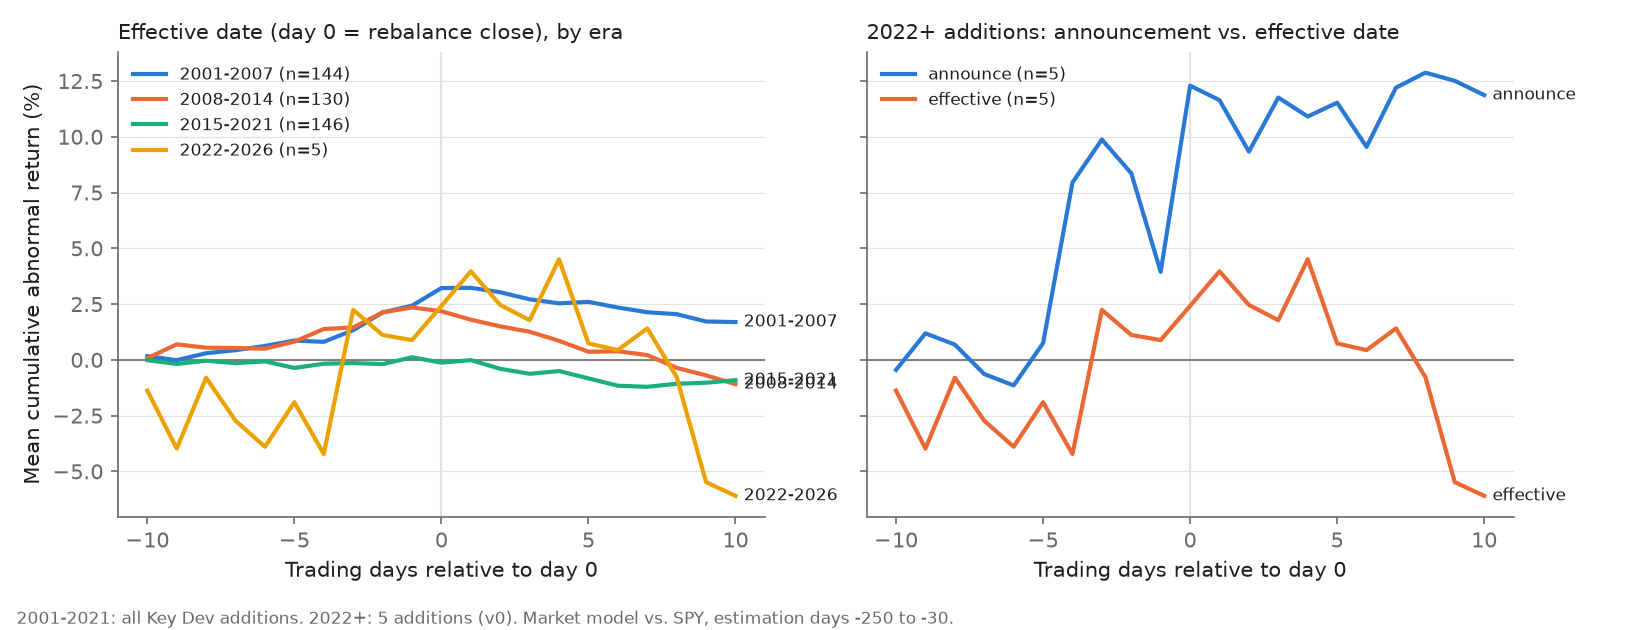 Effective date (day 0 = rebalance close), by era
2001-2007 (n=144)
2008-2014 (n=130)
2015-2021 (n=146)
2022-2026 (n=5)
Mean cumulative abnormal return (%)
12.5
10.0
7.5
5.0
2.5
0.0
−2.5
−5.0
2001-2007
2015-2021
2008-2014
2022-2026
−10
−5
0
5
10
Trading days relative to day 0
2022+ additions: announcement vs. effective date
announce (n=5)
effective (n=5)
announce
effective
−10
−5
0
5
10
Trading days relative to day 0
2001-2021: all Key Dev additions. 2022+: 5 additions (v0). Market model vs. SPY, estimation days -250 to -30.